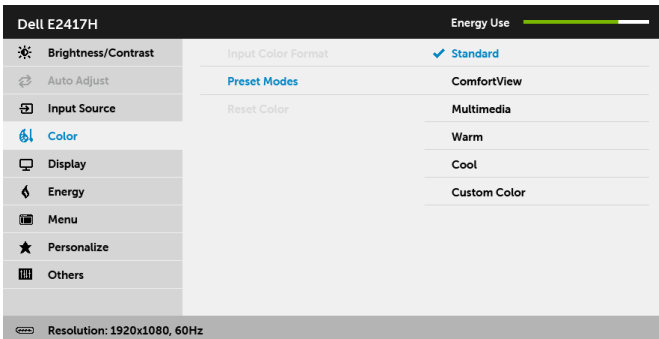 Dell E2417H
Energy Use
Brightness/Contrast
Input Color Format
Standard
Auto Adjust
Preset Modes
ComfortView
Input Source
Reset Color
Multimedia
Color
Warm
Display
Cool
Energy
Custom Color
Menu
Personalize
Others
Resolution: 1920x1080, 60Hz